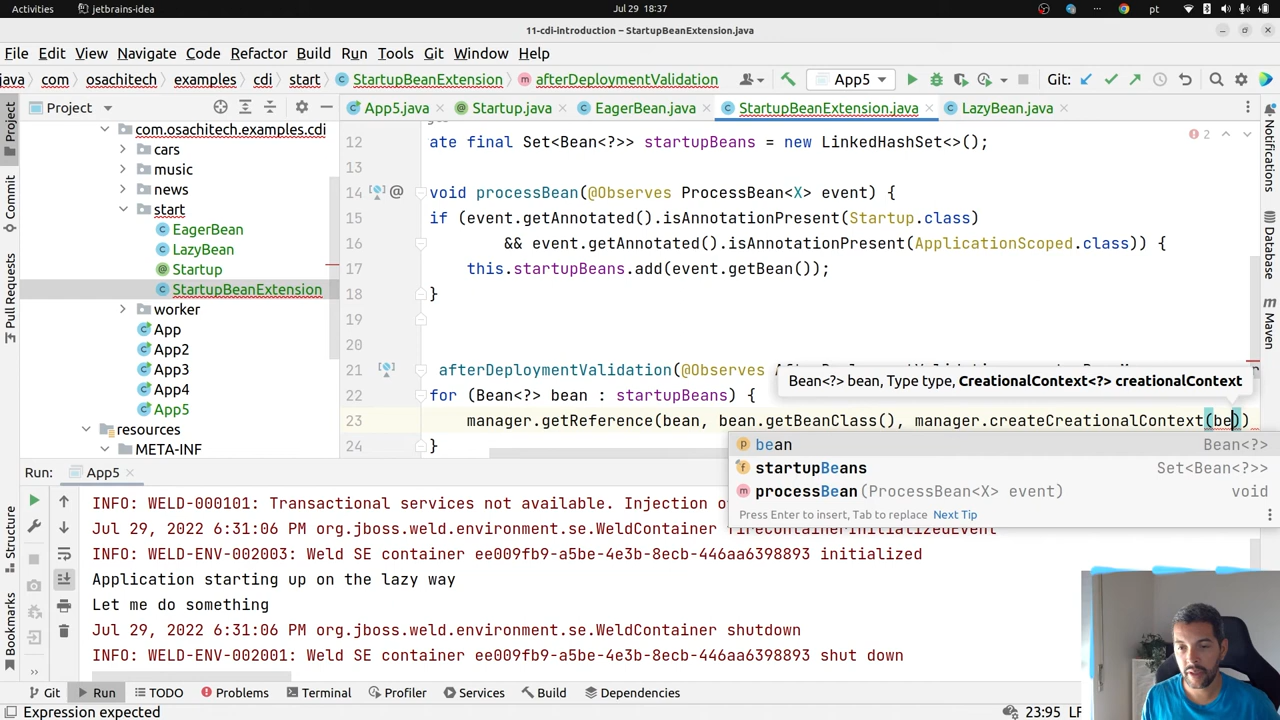 Activities jetbrains-idea Jul 29 18:37 pt
11-cdi-introduction – StartupBeanExtension.java
File Edit View Navigate Code Refactor Build Run Tools Git Window Help
java com osachitech examples cdi start StartupBeanExtension afterDeploymentValidation App5 Git:
Project App5.java Startup.java EagerBean.java StartupBeanExtension.java LazyBean.java
com.osachitech.examples.cdi
cars
music
news
start
EagerBean
LazyBean
Startup
StartupBeanExtension
worker
App
App2
App3
App4
App5
resources
META-INF
12 ate final Set<Bean<?>> startupBeans = new LinkedHashSet<>();
13
14 void processBean(@Observes ProcessBean<X> event) {
15 if (event.getAnnotated().isAnnotationPresent(Startup.class)
16 && event.getAnnotated().isAnnotationPresent(ApplicationScoped.class)) {
17 this.startupBeans.add(event.getBean());
18 }
19
20
21 afterDeploymentValidation(@Observes
22 for (Bean<?> bean : startupBeans) {
23 manager.getReference(bean, bean.getBeanClass(), manager.createCreationalContext(be)
24 }
2
Bean<?> bean, Type type, CreationalContext<?> creationalContext
bean Bean<?>
startupBeans Set<Bean<?>>
processBean(ProcessBean<X> event) void
Press Enter to insert, Tab to replace Next Tip
Project
Commit
Pull Requests
Structure
Bookmarks
Notifications
Database
Maven
Run: App5
INFO: WELD-000101: Transactional services not available. Injection o
Jul 29, 2022 6:31:06 PM org.jboss.weld.environment.se.WeldContainer fireContainerInitializedEvent
INFO: WELD-ENV-002003: Weld SE container ee009fb9-a5be-4e3b-8ecb-446aa6398893 initialized
Application starting up on the lazy way
Let me do something
Jul 29, 2022 6:31:06 PM org.jboss.weld.environment.se.WeldContainer shutdown
INFO: WELD-ENV-002001: Weld SE container ee009fb9-a5be-4e3b-8ecb-446aa6398893 shut down
Git Run TODO Problems Terminal Profiler Services Build Dependencies
Expression expected 23:95 LF